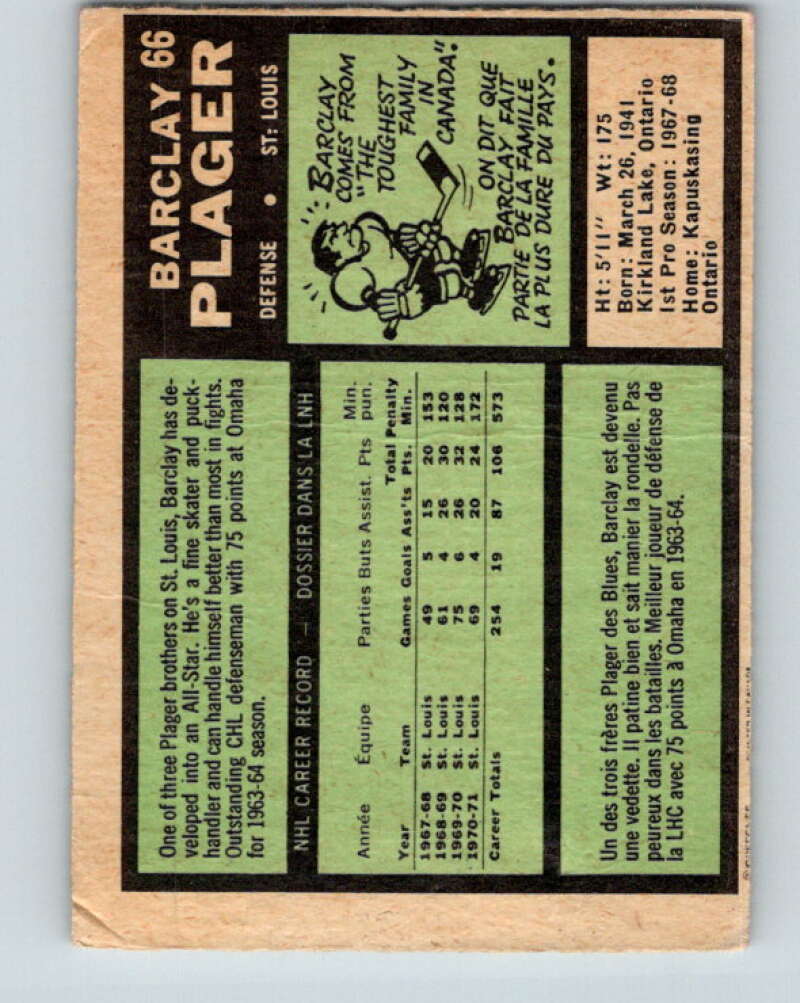 BARCLAY 66
PLAGER
DEFENSE • ST. LOUIS
One of three Plager brothers on St. Louis, Barclay has de-
veloped into an All-Star. He's a fine skater and puck-
handler and can handle himself better than most in fights.
Outstanding CHL defenseman with 75 points at Omaha
for 1963-64 season.
BARCLAY
COMES FROM
"THE
TOUGHEST
FAMILY
IN
CANADA".
ON DIT QUE
BARCLAY FAIT
PARTIE DE LA FAMILLE
LA PLUS DURE DU PAYS.
NHL CAREER RECORD — DOSSIER DANS LA LNH
Année Équipe Parties Buts Assist. Pts Min. pun.
Year Team Games Goals Ass'ts Total Pts. Penalty Min.
1967-68 St. Louis 49 5 15 20 153
1968-69 St. Louis 61 4 26 30 120
1969-70 St. Louis 75 6 26 32 128
1970-71 St. Louis 69 4 20 24 172
Career Totals 254 19 87 106 573
Ht: 5'11" Wt: 175
Born: March 26, 1941
Kirkland Lake, Ontario
1st Pro Season: 1967-68
Home: Kapuskasing
Ontario
Un des trois frères Plager des Blues, Barclay est devenu
une vedette. Il patine bien et sait manier la rondelle. Pas
peureux dans les batailles. Meilleur joueur de défense de
la LHC avec 75 points à Omaha en 1963-64.